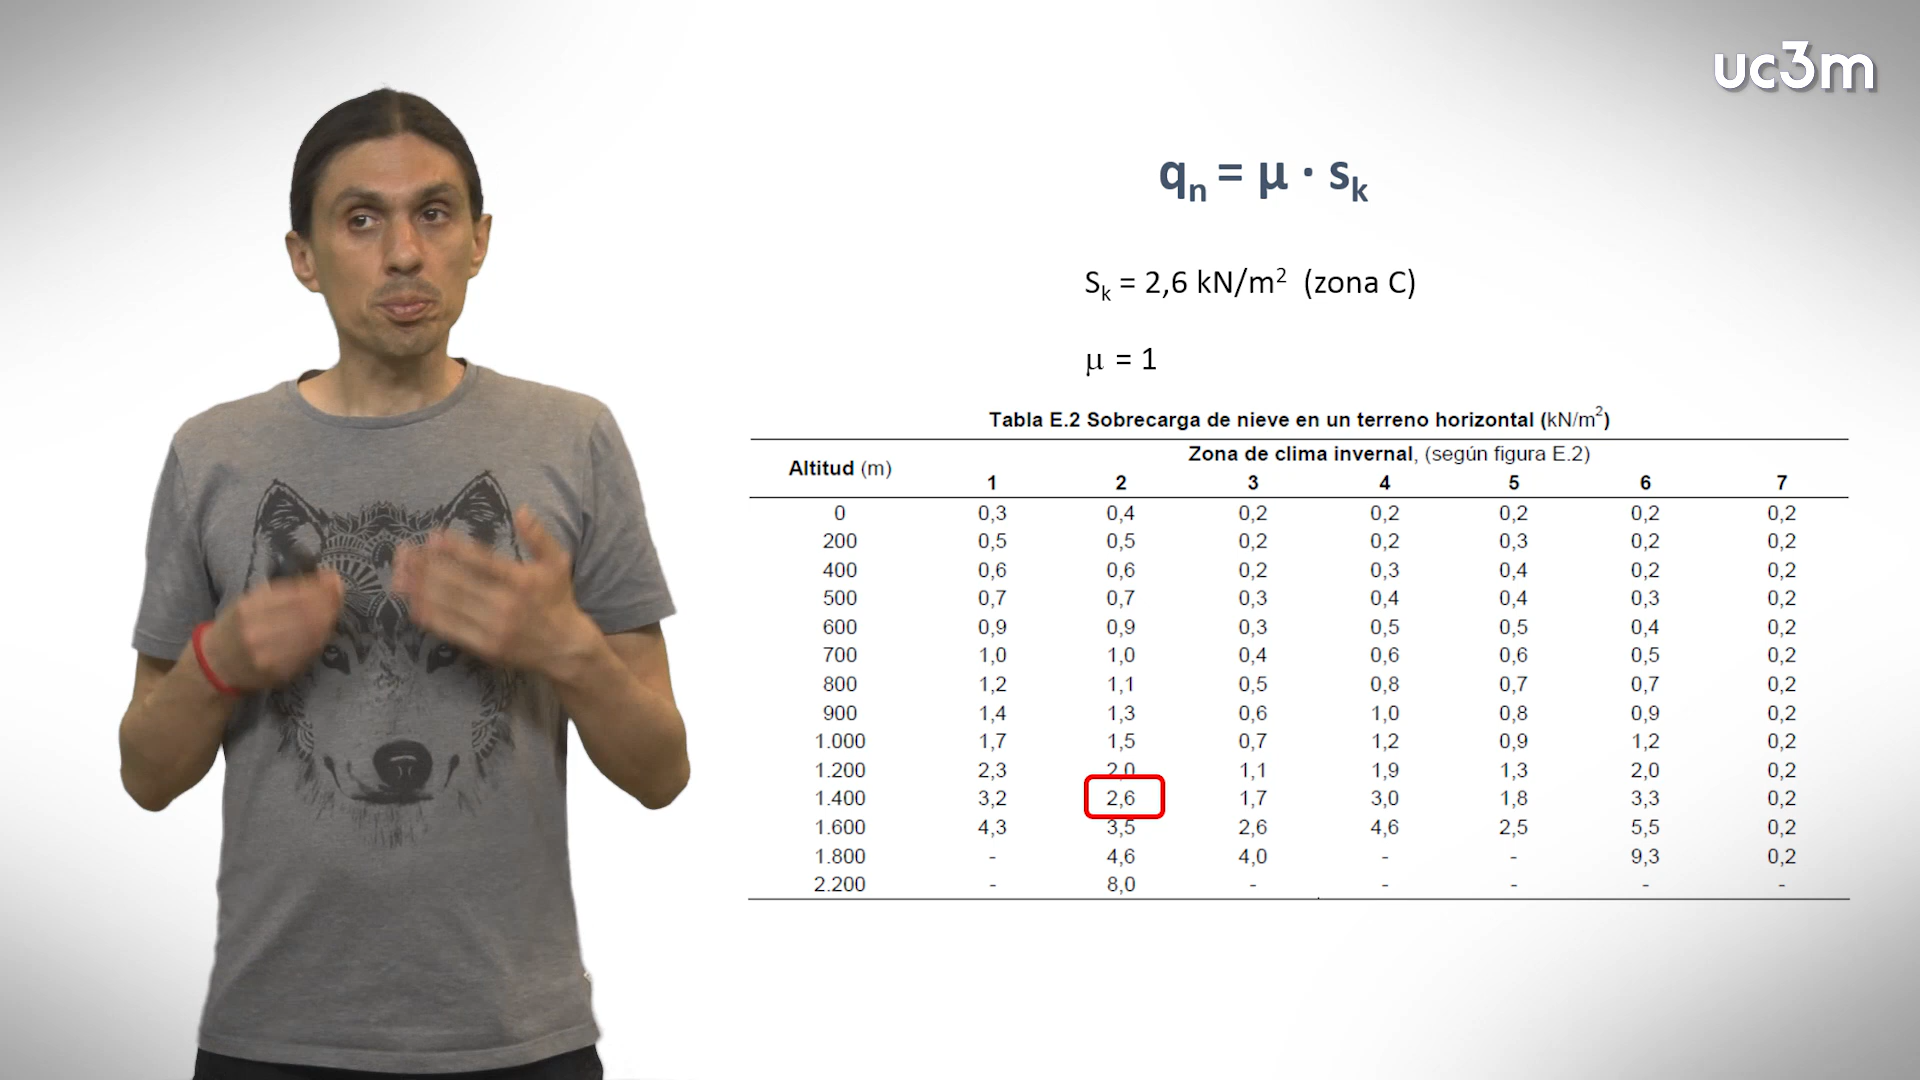 uc3m
qn = μ · sk
Sk = 2,6 kN/m² (zona C)
μ = 1
Tabla E.2 Sobrecarga de nieve en un terreno horizontal (kN/m²)
Altitud (m) Zona de clima invernal, (según figura E.2)
1 2 3 4 5 6 7
0 0,3 0,4 0,2 0,2 0,2 0,2 0,2
200 0,5 0,5 0,2 0,2 0,3 0,2 0,2
400 0,6 0,6 0,2 0,3 0,4 0,2 0,2
500 0,7 0,7 0,3 0,4 0,4 0,3 0,2
600 0,9 0,9 0,3 0,5 0,5 0,4 0,2
700 1,0 1,0 0,4 0,6 0,6 0,5 0,2
800 1,2 1,1 0,5 0,8 0,7 0,7 0,2
900 1,4 1,3 0,6 1,0 0,8 0,9 0,2
1.000 1,7 1,5 0,7 1,2 0,9 1,2 0,2
1.200 2,3 2,0 1,1 1,9 1,3 2,0 0,2
1.400 3,2 2,6 1,7 3,0 1,8 3,3 0,2
1.600 4,3 3,5 2,6 4,6 2,5 5,5 0,2
1.800 - 4,6 4,0 - - 9,3 0,2
2.200 - 8,0 - - - - -